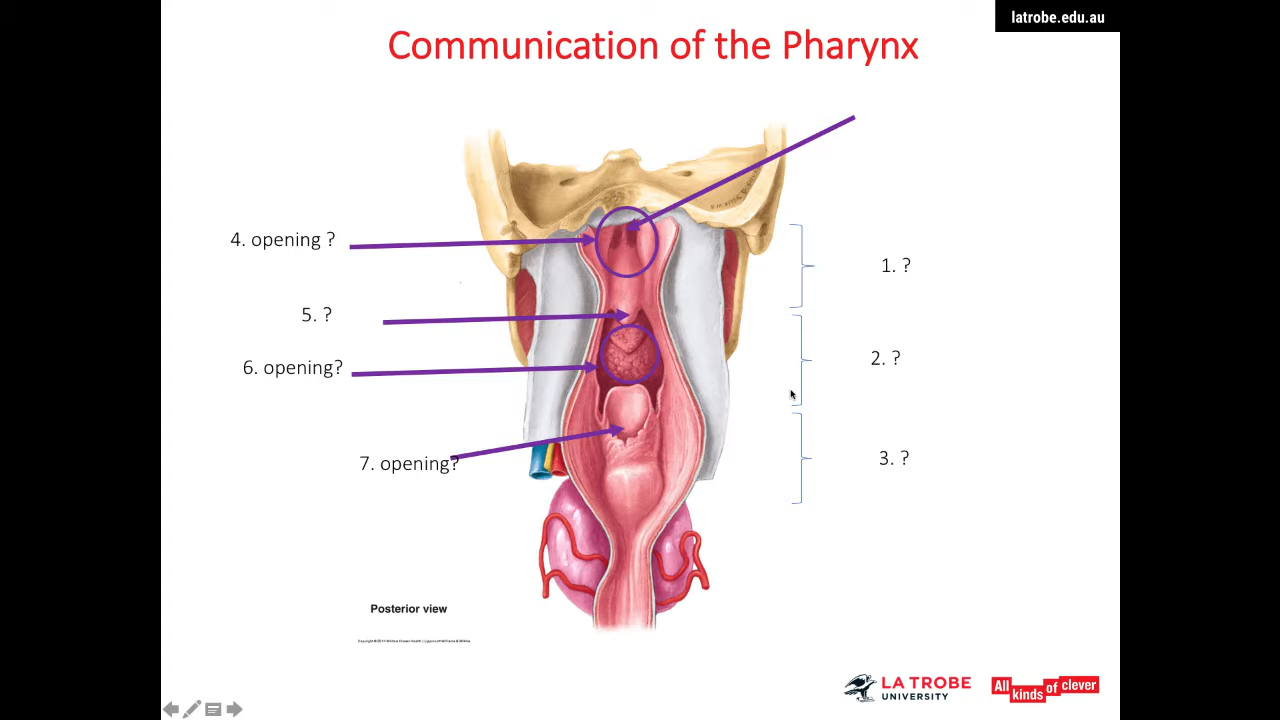 latrobe.edu.au
Communication of the Pharynx
4. opening ?
1. ?
5. ?
6. opening?
2. ?
7. opening?
3. ?
Posterior view
LA TROBE
UNIVERSITY
All
kinds of clever